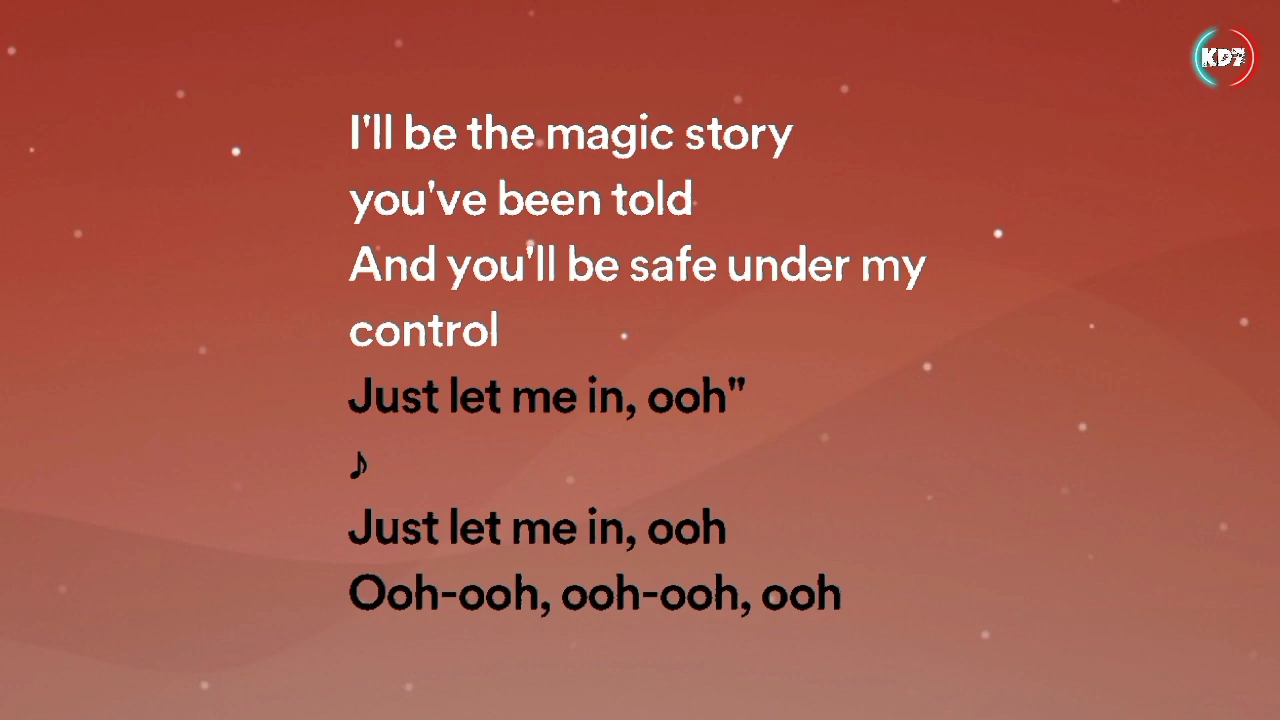 KD7
I'll be the magic story
you've been told
And you'll be safe under my
control
Just let me in, ooh"
♪
Just let me in, ooh
Ooh-ooh, ooh-ooh, ooh